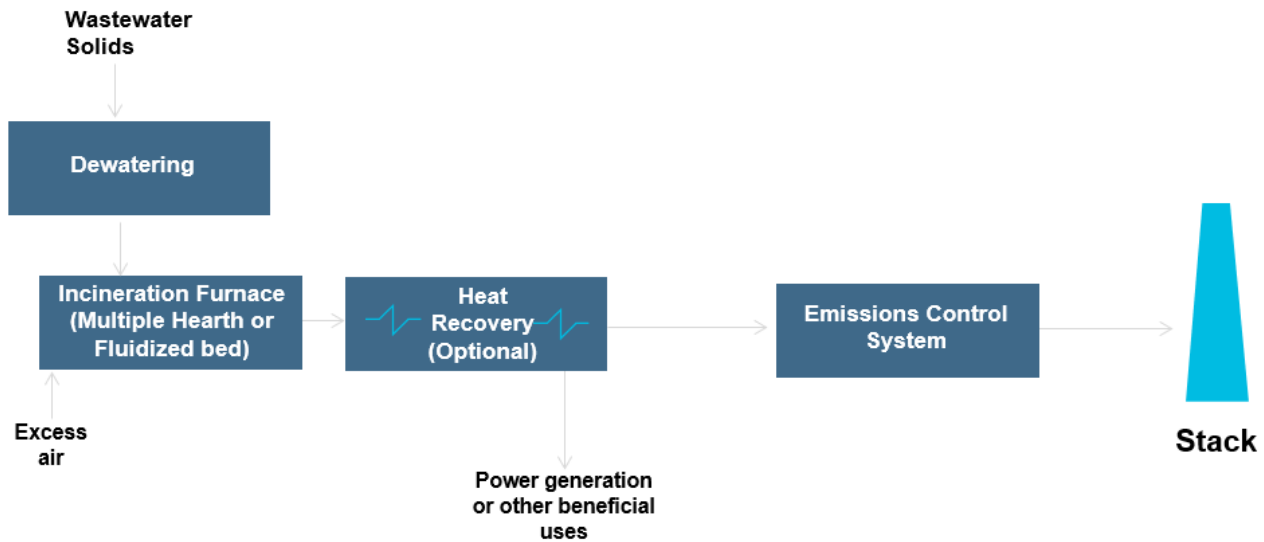 Wastewater
Solids
Dewatering
Incineration Furnace
(Multiple Hearth or
Fluidized bed)
Heat
Recovery
(Optional)
Emissions Control
System
Excess
air
Power generation
or other beneficial
uses
Stack